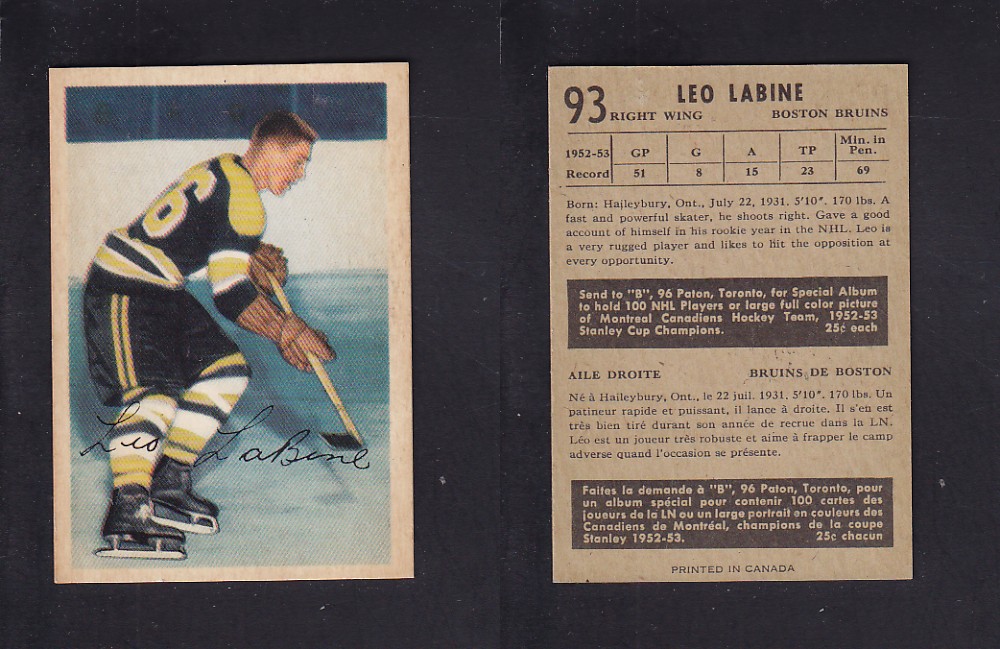 6
Leo LaBine
93 LEO LABINE
RIGHT WING BOSTON BRUINS
1952-53 Record GP G A TP Min. in Pen.
51 8 15 23 69
Born: Haileybury, Ont., July 22, 1931. 5'10". 170 lbs. A
fast and powerful skater, he shoots right. Gave a good
account of himself in his rookie year in the NHL. Leo is
a very rugged player and likes to hit the opposition at
every opportunity.
Send to "B", 96 Paton, Toronto, for Special Album
to hold 100 NHL Players or large full color picture
of Montreal Canadiens Hockey Team, 1952-53
Stanley Cup Champions. 25¢ each
AILE DROITE BRUINS DE BOSTON
Né à Haileybury, Ont., le 22 juil. 1931. 5'10". 170 lbs. Un
patineur rapide et puissant, il lance à droite. Il s'en est
très bien tiré durant son année de recrue dans la LN.
Léo est un joueur très robuste et aime à frapper le camp
adverse quand l'occasion se présente.
Faites la demande à "B", 96 Paton, Toronto, pour
un album spécial pour contenir 100 cartes des
joueurs de la LN ou un large portrait en couleurs des
Canadiens de Montréal, champions de la coupe
Stanley 1952-53. 25¢ chacun
PRINTED IN CANADA